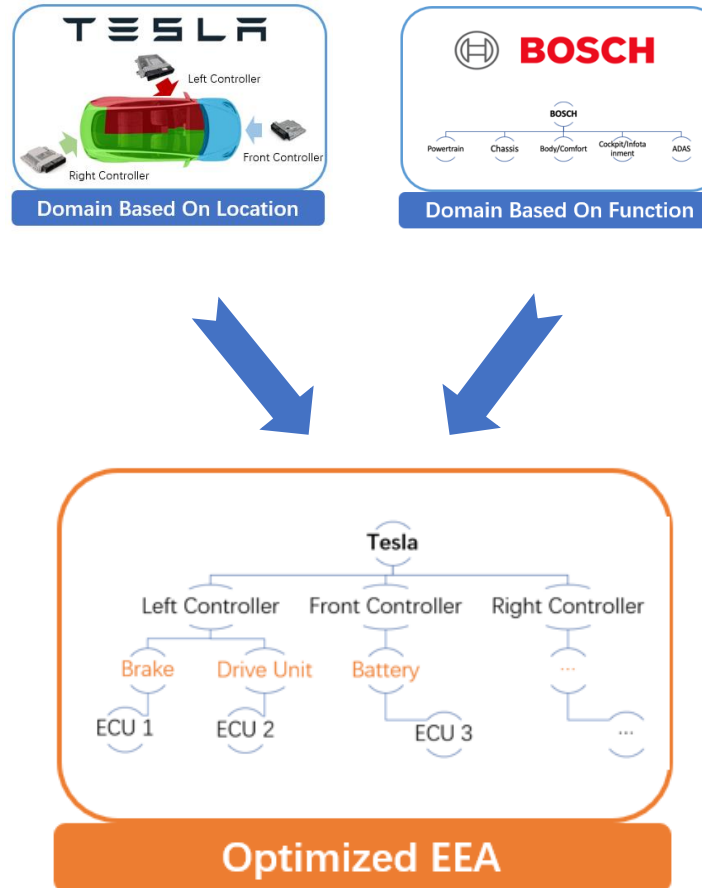 TESLA
Left Controller
Front Controller
Right Controller
Domain Based On Location
BOSCH
BOSCH
Powertrain
Chassis
Body/Comfort
Cockpit/Infota
inment
ADAS
Domain Based On Function
Tesla
Left Controller
Front Controller
Right Controller
Brake
Drive Unit
Battery
...
ECU 1
ECU 2
ECU 3
...
Optimized EEA